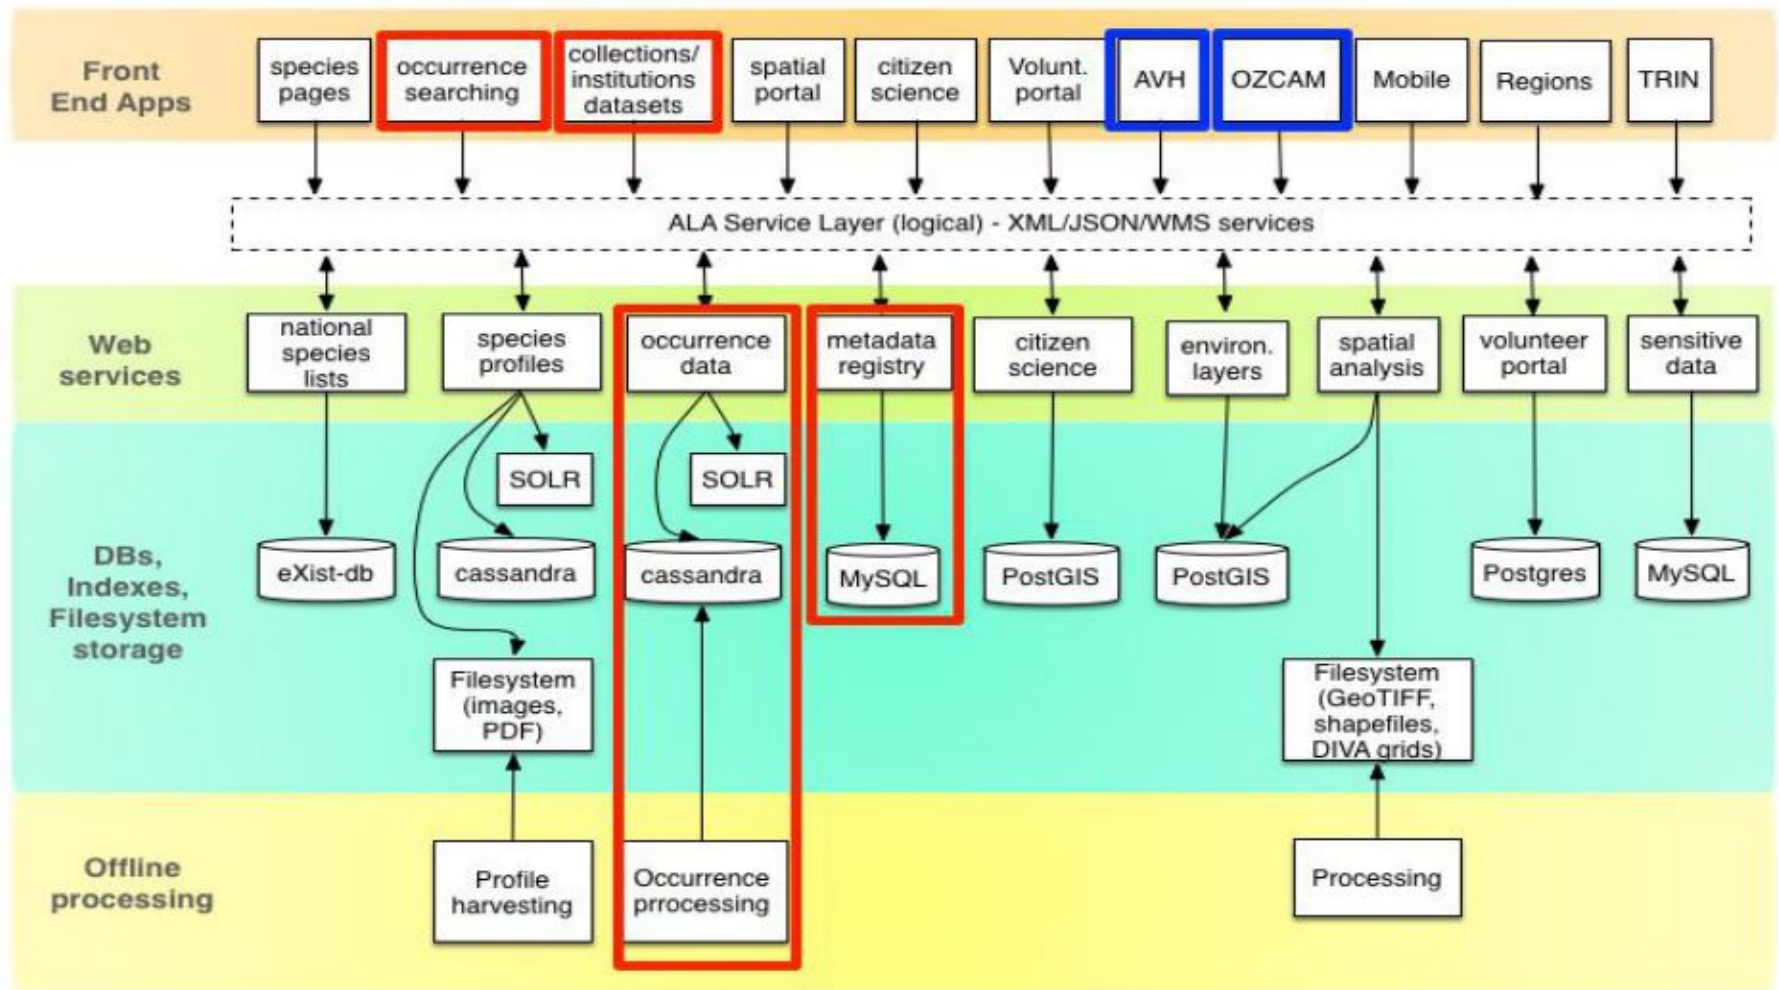 Front
End Apps
species
pages
occurrence
searching
collections/
institutions
datasets
spatial
portal
citizen
science
Volunt.
portal
AVH
OZCAM
Mobile
Regions
TRIN
ALA Service Layer (logical) - XML/JSON/WMS services
Web
services
national
species
lists
species
profiles
occurrence
data
metadata
registry
citizen
science
environ.
layers
spatial
analysis
volunteer
portal
sensitive
data
DBs,
Indexes,
Filesystem
storage
SOLR
SOLR
eXist-db
cassandra
cassandra
MySQL
PostGIS
PostGIS
Postgres
MySQL
Filesystem
(images,
PDF)
Filesystem
(GeoTIFF,
shapefiles,
DIVA grids)
Offline
processing
Profile
harvesting
Occurrence
prrocessing
Processing